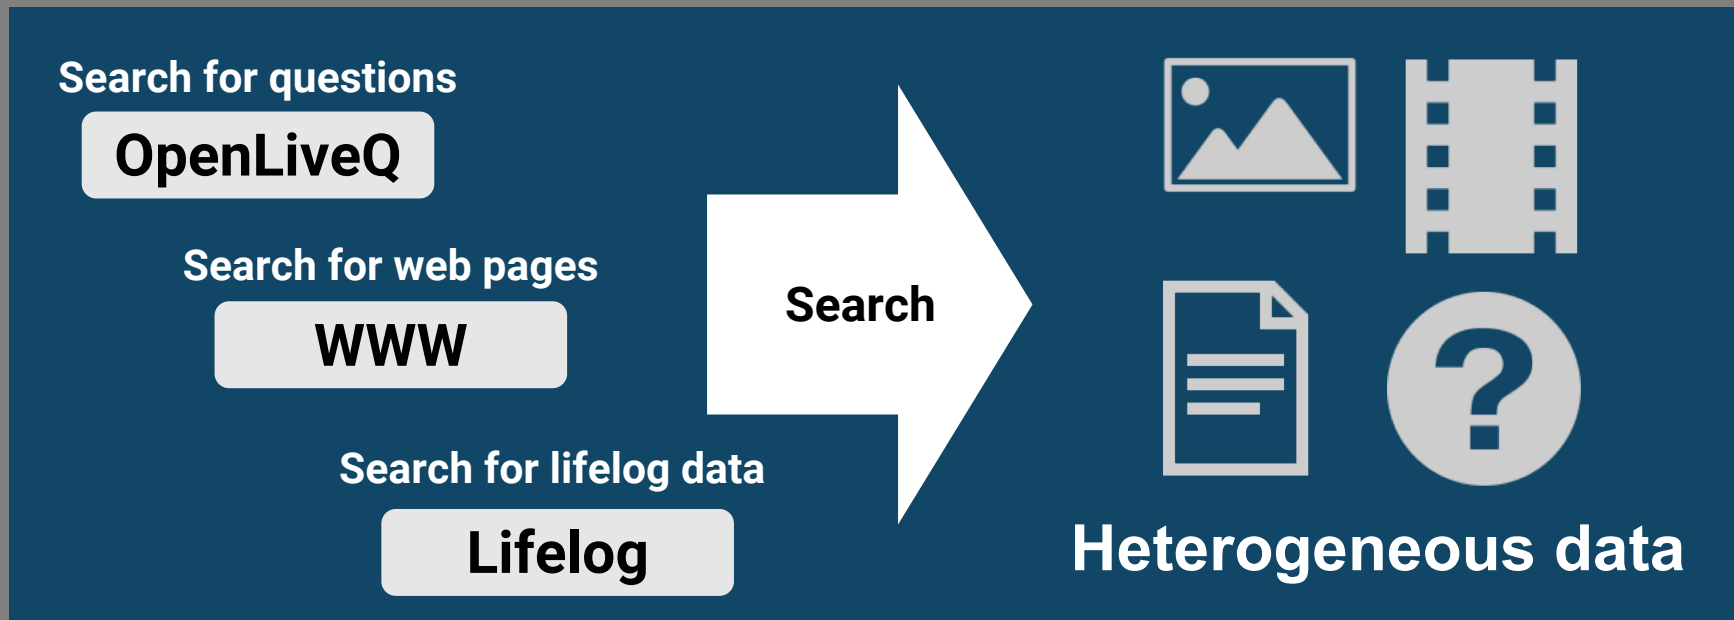 Search for questions
OpenLiveQ
Search for web pages
WWW
Search for lifelog data
Lifelog
Search
Heterogeneous data